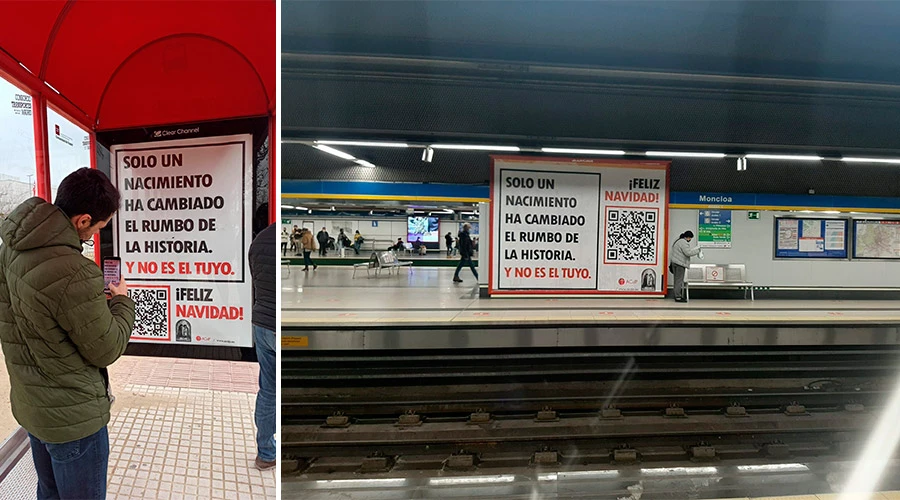 Clear Channel
SOLO UN
NACIMIENTO
HA CAMBIADO
EL RUMBO DE
LA HISTORIA.
Y NO ES EL TUYO.
¡FELIZ
NAVIDAD!
SOLO UN
NACIMIENTO
HA CAMBIADO
EL RUMBO DE
LA HISTORIA.
Y NO ES EL TUYO.
¡FELIZ
NAVIDAD!
Moncloa